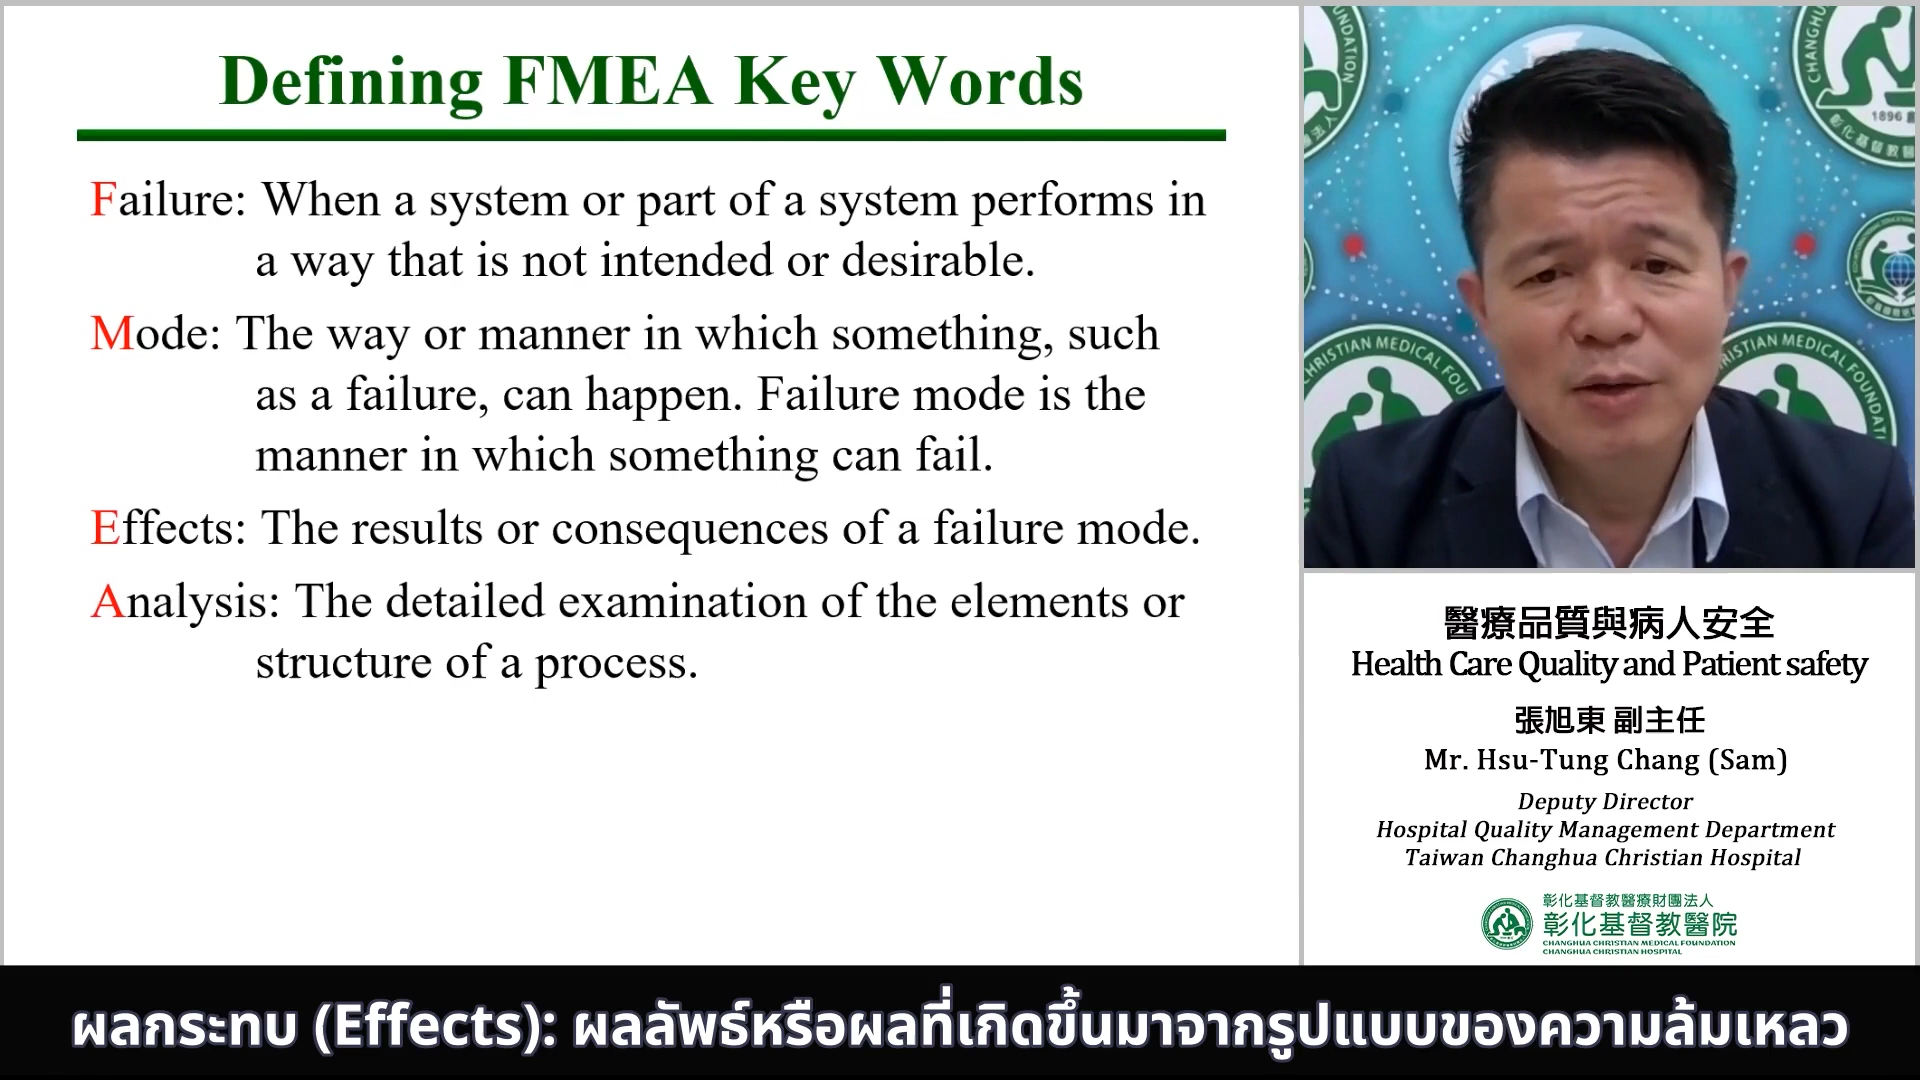 Defining FMEA Key Words
Failure: When a system or part of a system performs in
a way that is not intended or desirable.
Mode: The way or manner in which something, such
as a failure, can happen. Failure mode is the
manner in which something can fail.
Effects: The results or consequences of a failure mode.
Analysis: The detailed examination of the elements or
structure of a process.
1896
CHRISTIAN MEDICAL FOU
RISTIAN MEDICAL FOUNDATION
醫療品質與病人安全
Health Care Quality and Patient safety
張旭東 副主任
Mr. Hsu-Tung Chang (Sam)
Deputy Director
Hospital Quality Management Department
Taiwan Changhua Christian Hospital
彰化基督教醫療財團法人
彰化基督教醫院
CHANGHUA CHRISTIAN MEDICAL FOUNDATION
CHANGHUA CHRISTIAN HOSPITAL
ผลกระทบ (Effects): ผลลัพธ์หรือผลที่เกิดขึ้นมาจากรูปแบบของความล้มเหลว